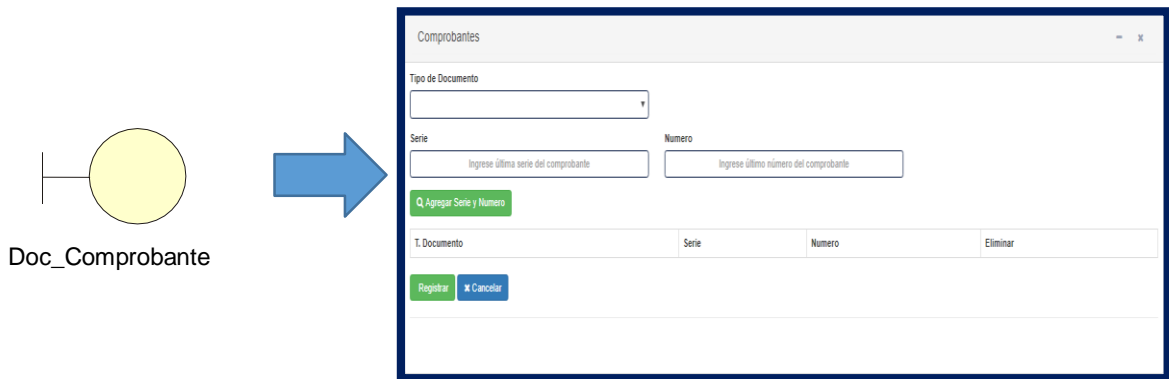 Comprobantes
Tipo de Documento
Serie Numero
Ingrese última serie del comprobante Ingrese último número del comprobante
Agregar Serie y Numero
T. Documento Serie Numero Eliminar
Registrar x Cancelar
Doc_Comprobante